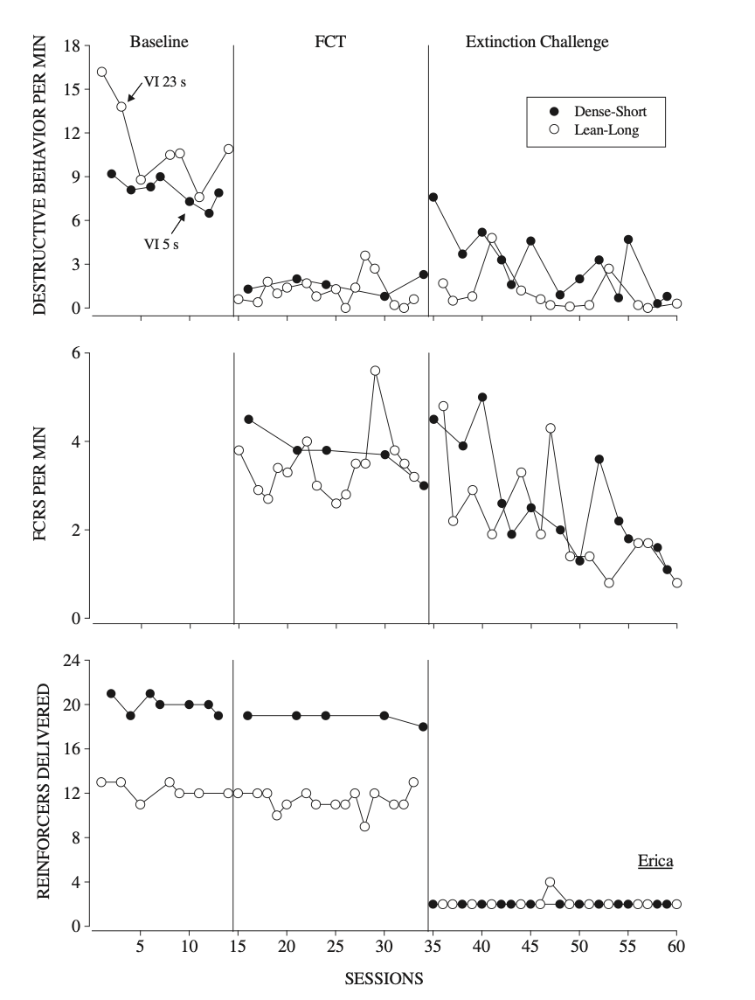 Baseline FCT Extinction Challenge
DESTRUCTIVE BEHAVIOR PER MIN
18
15
12
9
6
3
0
VI 23 s
VI 5 s
Dense-Short
Lean-Long
FCRS PER MIN
6
4
2
0
REINFORCERS DELIVERED
24
20
16
12
8
4
0
Erica
5 10 15 20 25 30 35 40 45 50 55 60
SESSIONS